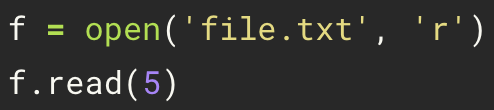 f = open('file.txt', 'r')
f.read(5)